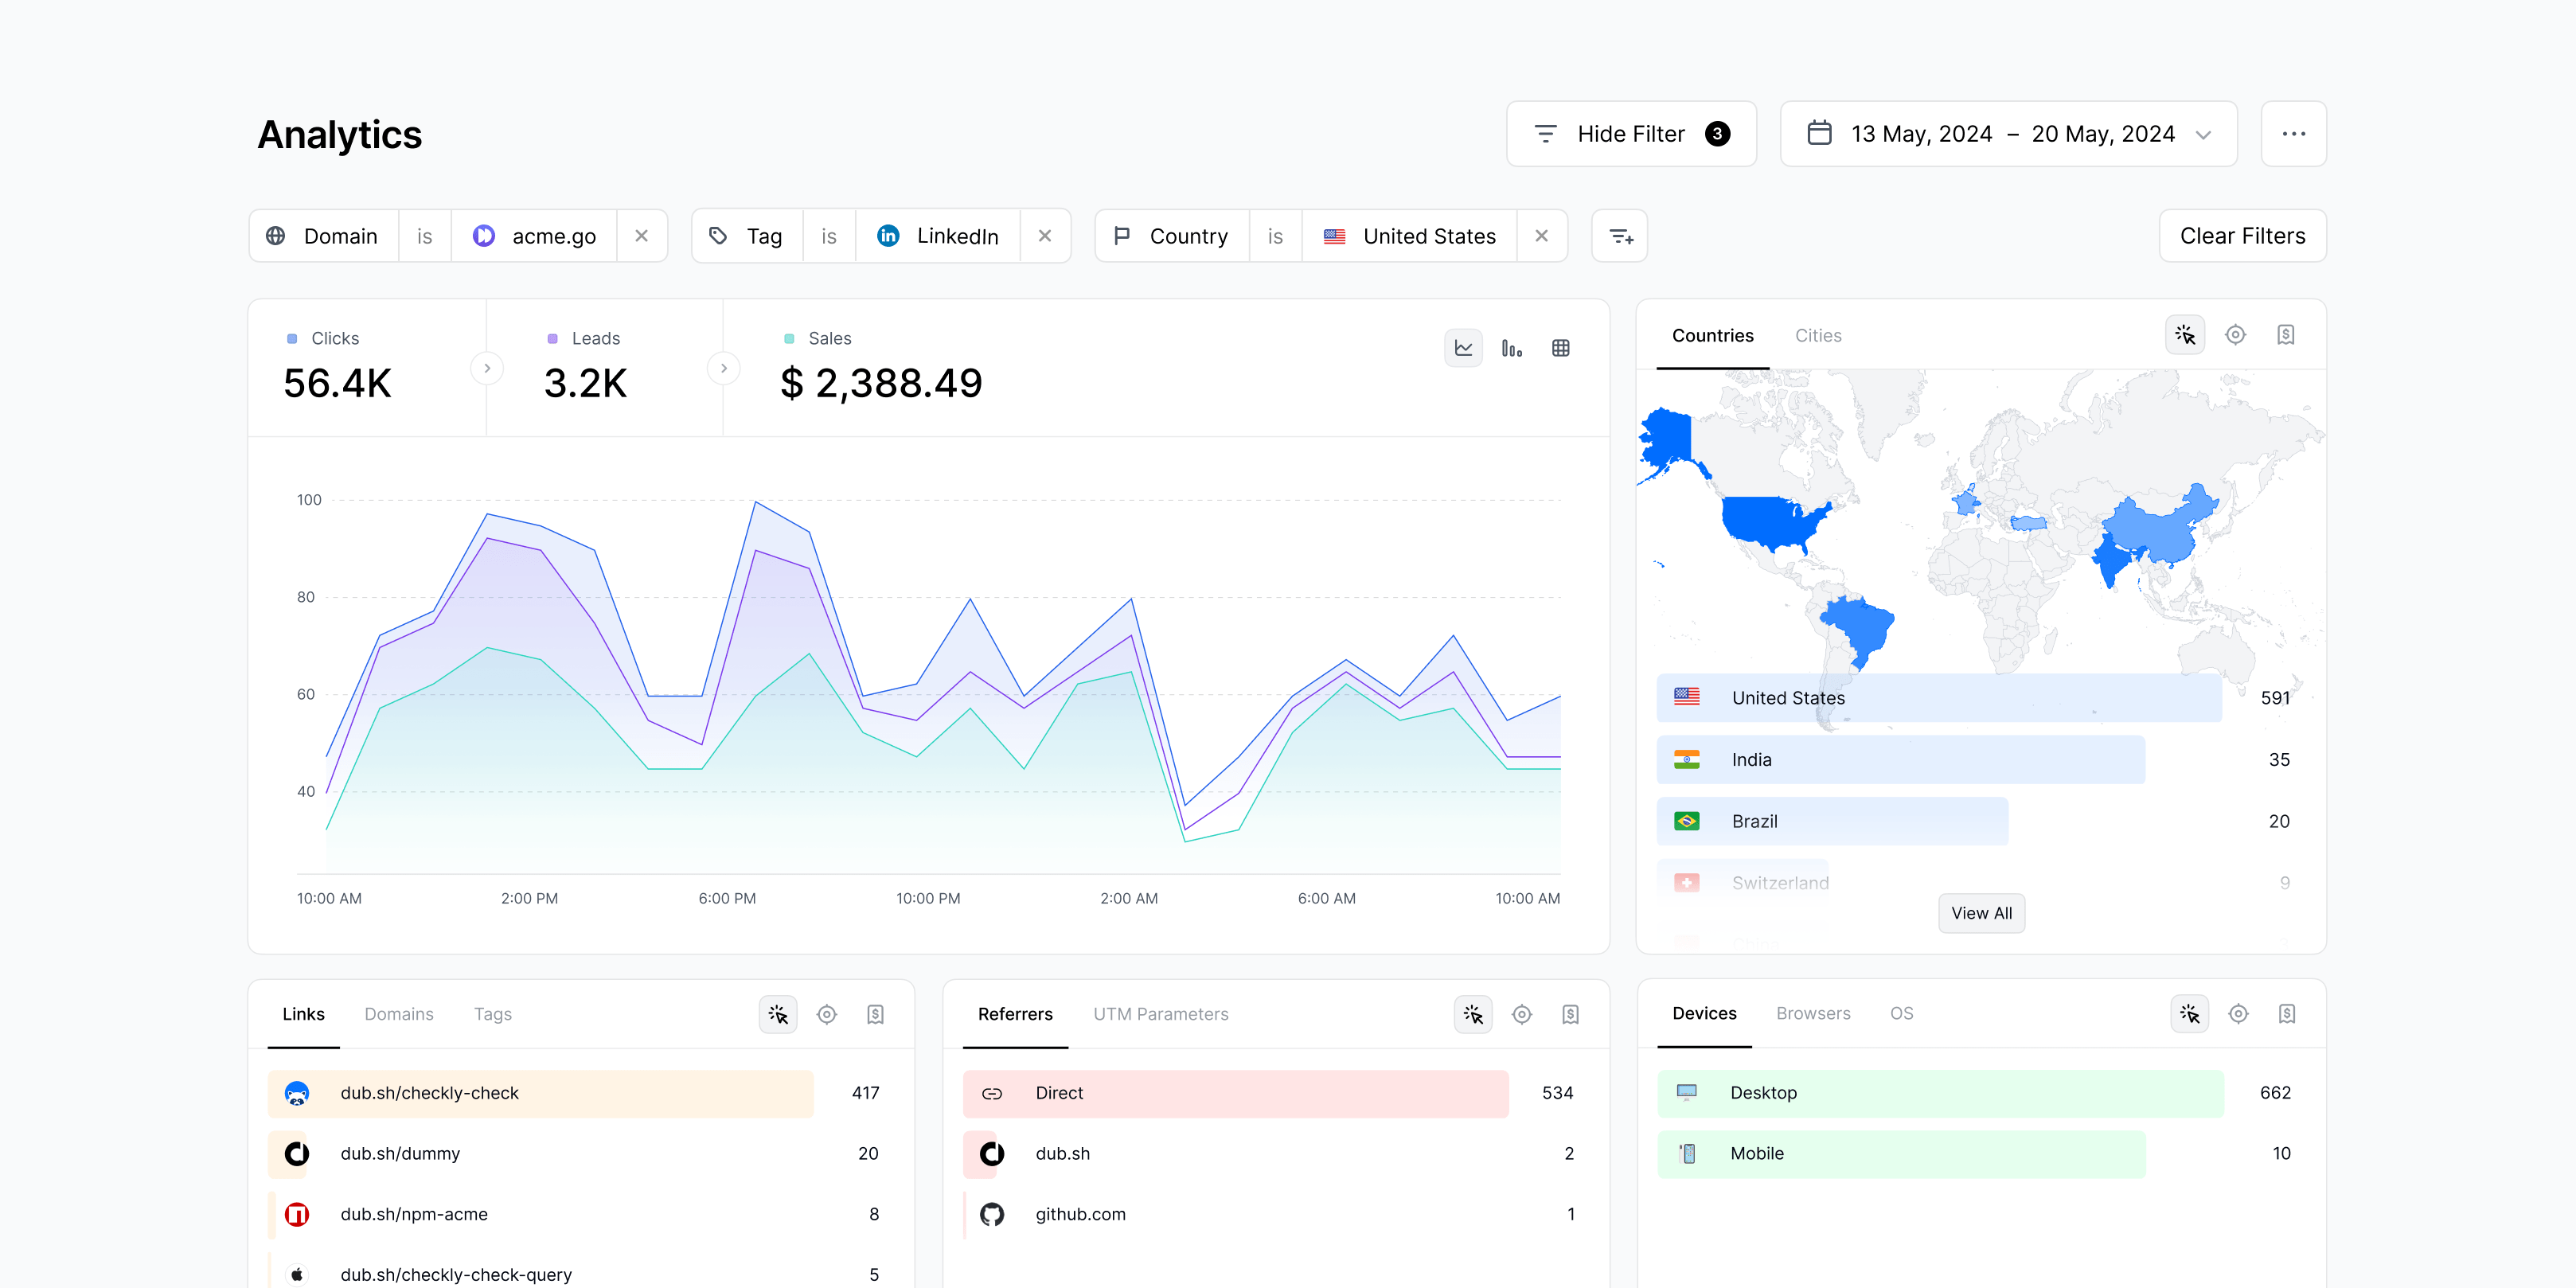 Analytics
Hide Filter 3
13 May, 2024 – 20 May, 2024
Domain is acme.go
Tag is LinkedIn
Country is United States
Clear Filters
Clicks
56.4K
Leads
3.2K
Sales
$ 2,388.49
100
80
60
40
10:00 AM 2:00 PM 6:00 PM 10:00 PM 2:00 AM 6:00 AM 10:00 AM
Countries Cities
United States 591
India 35
Brazil 20
Switzerland 9
View All
China 2
Links Domains Tags
dub.sh/checkly-check 417
dub.sh/dummy 20
dub.sh/npm-acme 8
dub.sh/checkly-check-query 5
Referrers UTM Parameters
Direct 534
dub.sh 2
github.com 1
Devices Browsers OS
Desktop 662
Mobile 10